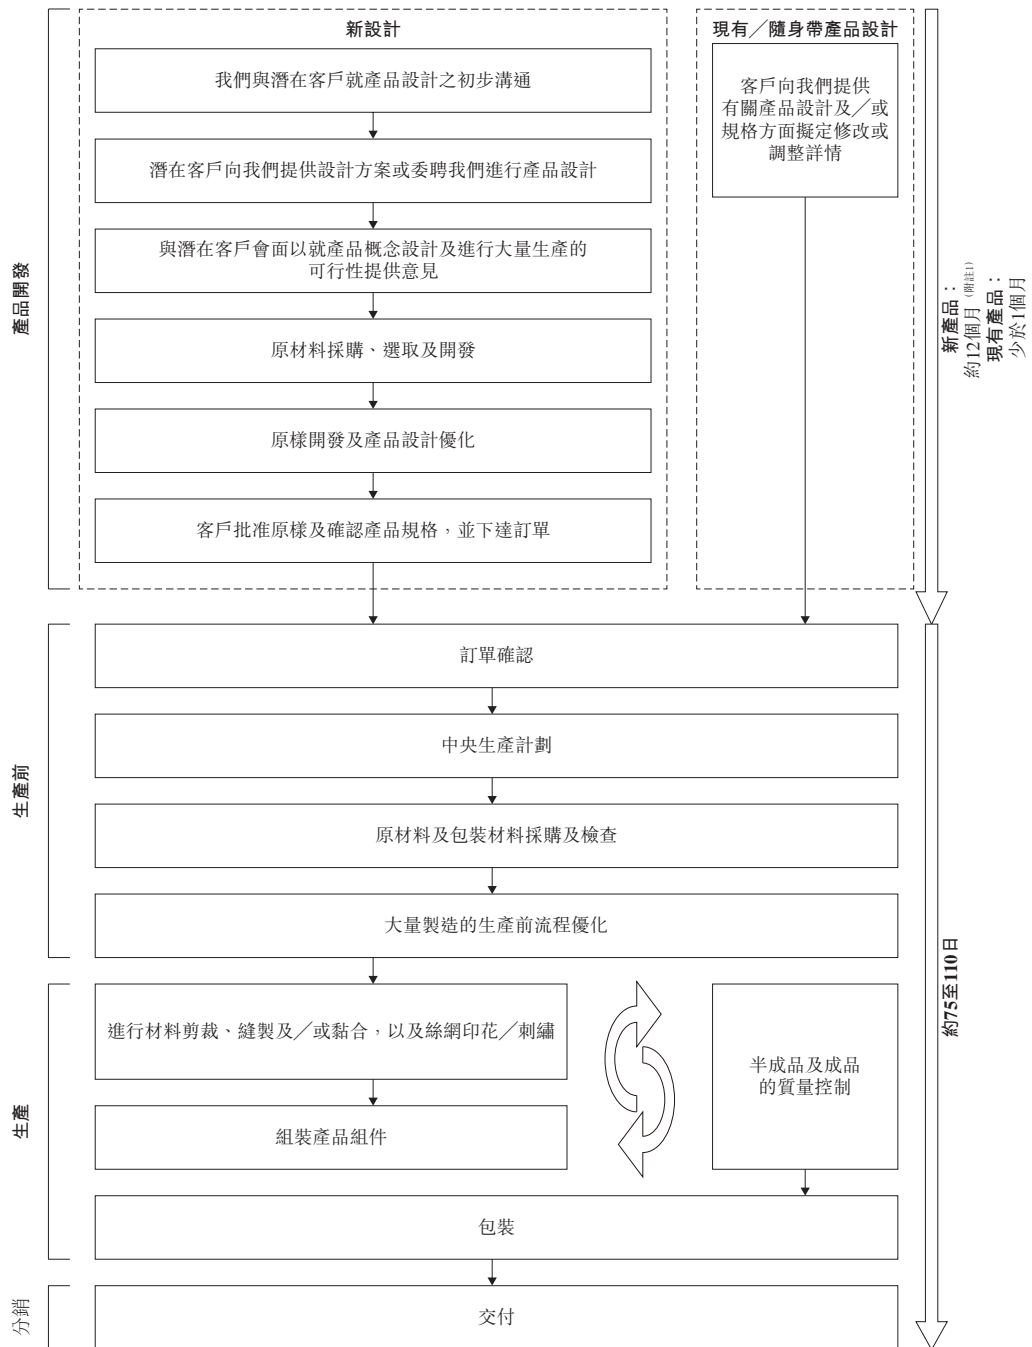 新設計
現有／隨身帶產品設計
我們與潛在客戶就產品設計之初步溝通
客戶向我們提供
有關產品設計及／或
規格方面擬定修改或
調整詳情
潛在客戶向我們提供設計方案或委聘我們進行產品設計
與潛在客戶會面以就產品概念設計及進行大量生產的
可行性提供意見
原材料採購、選取及開發
原樣開發及產品設計優化
客戶批准原樣及確認產品規格，並下達訂單
產品開發
新產品：
約12個月（附註1）
現有產品：
少於1個月
訂單確認
中央生產計劃
原材料及包裝材料採購及檢查
大量製造的生產前流程優化
生產前
約75至110日
進行材料剪裁、縫製及／或黏合，以及絲網印花／刺繡
半成品及成品
的質量控制
組裝產品組件
包裝
生產
交付
分銷